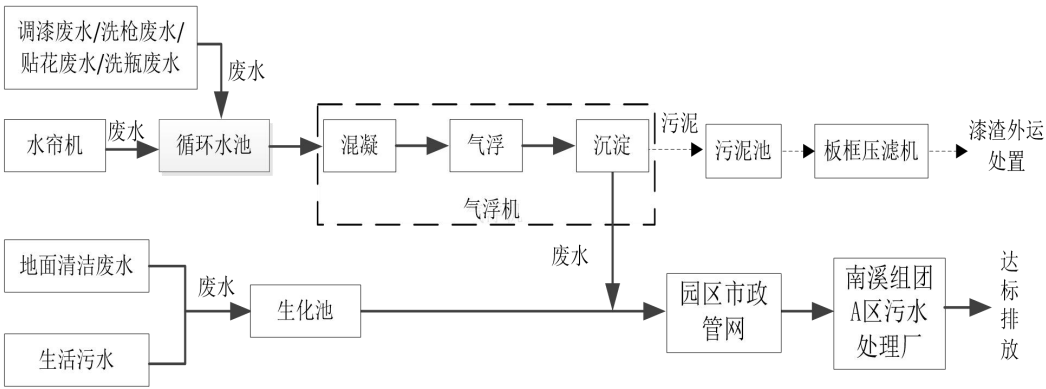 调漆废水/洗枪废水/
贴花废水/洗瓶废水
废水
水帘机
废水
循环水池
混凝
气浮
沉淀
污泥
污泥池
板框压滤机
漆渣外运
处置
气浮机
废水
地面清洁废水
废水
生化池
生活污水
园区市政
管网
南溪组团
A区污水
处理厂
达
标
排
放